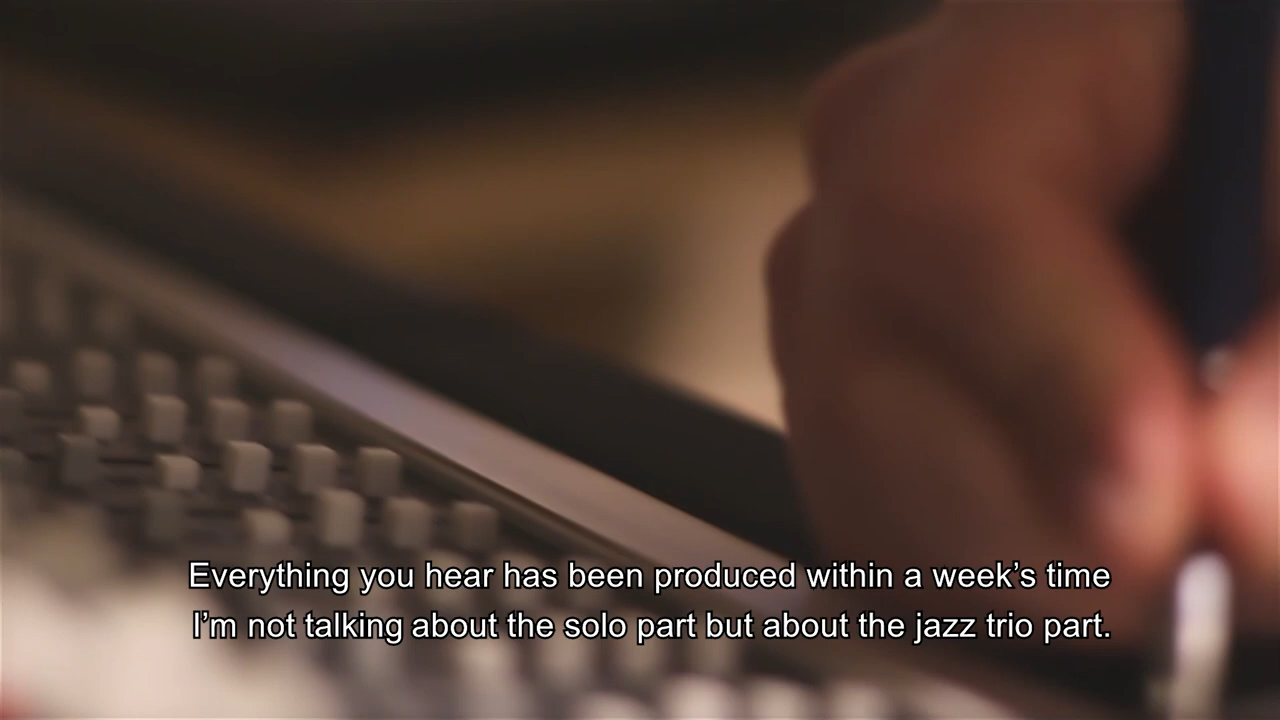 Everything you hear has been produced within a week’s time
I’m not talking about the solo part but about the jazz trio part.